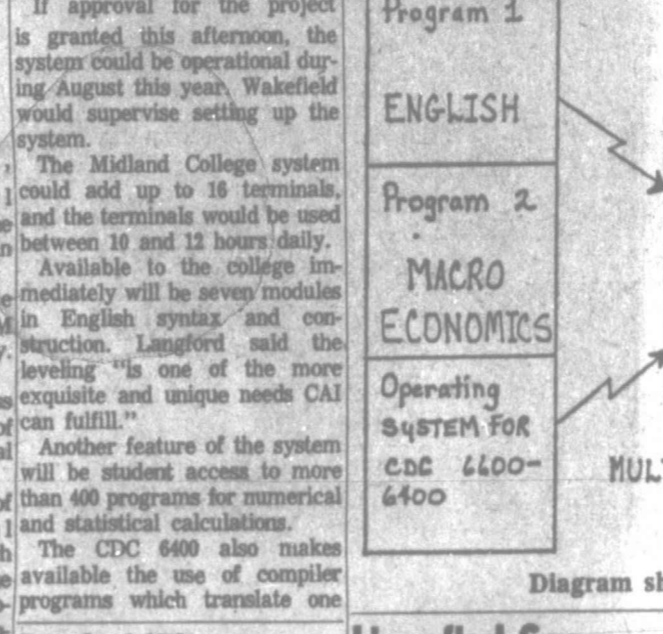 If approval for the project
is granted this afternoon, the
system could be operational dur-
ing August this year. Wakefield
would supervise setting up the
system.
The Midland College system
could add up to 16 terminals,
and the terminals would be used
between 10 and 12 hours daily.
Available to the college im-
mediately will be seven modules
in English syntax and con-
struction. Langford said the
leveling "is one of the more
exquisite and unique needs CAI
can fulfill."
Another feature of the system
will be student access to more
than 400 programs for numerical
and statistical calculations.
The CDC 6400 also makes
available the use of compiler
programs which translate one
Program 1
ENGLISH
Program 2
MACRO
ECONOMICS
Operating
SYSTEM FOR
CDC 6600-
6400
MUL
Diagram sh